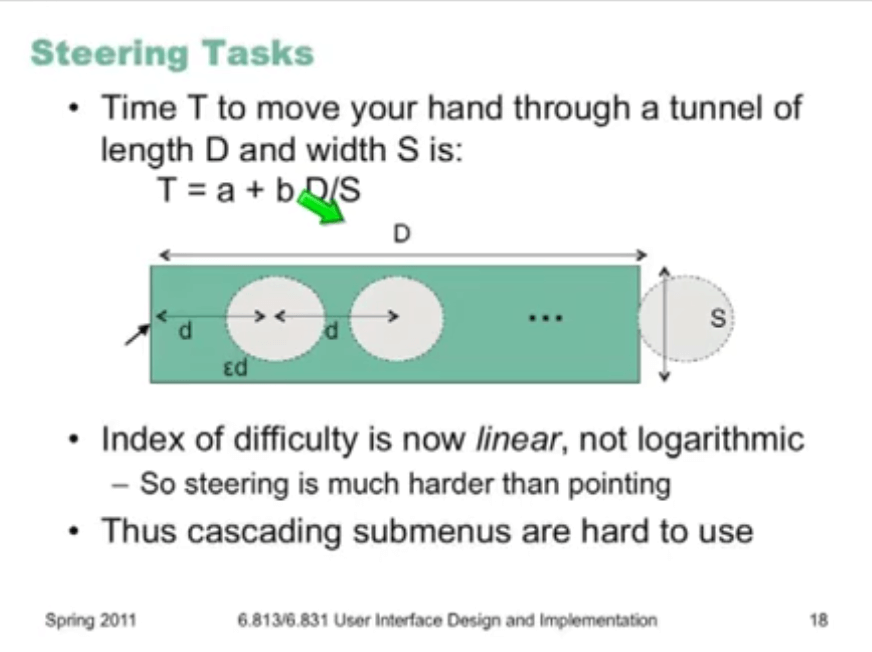 Steering Tasks
• Time T to move your hand through a tunnel of
length D and width S is:
T = a + b D/S
D
d
d
...
S
εd
• Index of difficulty is now linear, not logarithmic
– So steering is much harder than pointing
• Thus cascading submenus are hard to use
Spring 2011
6.813/6.831 User Interface Design and Implementation
18